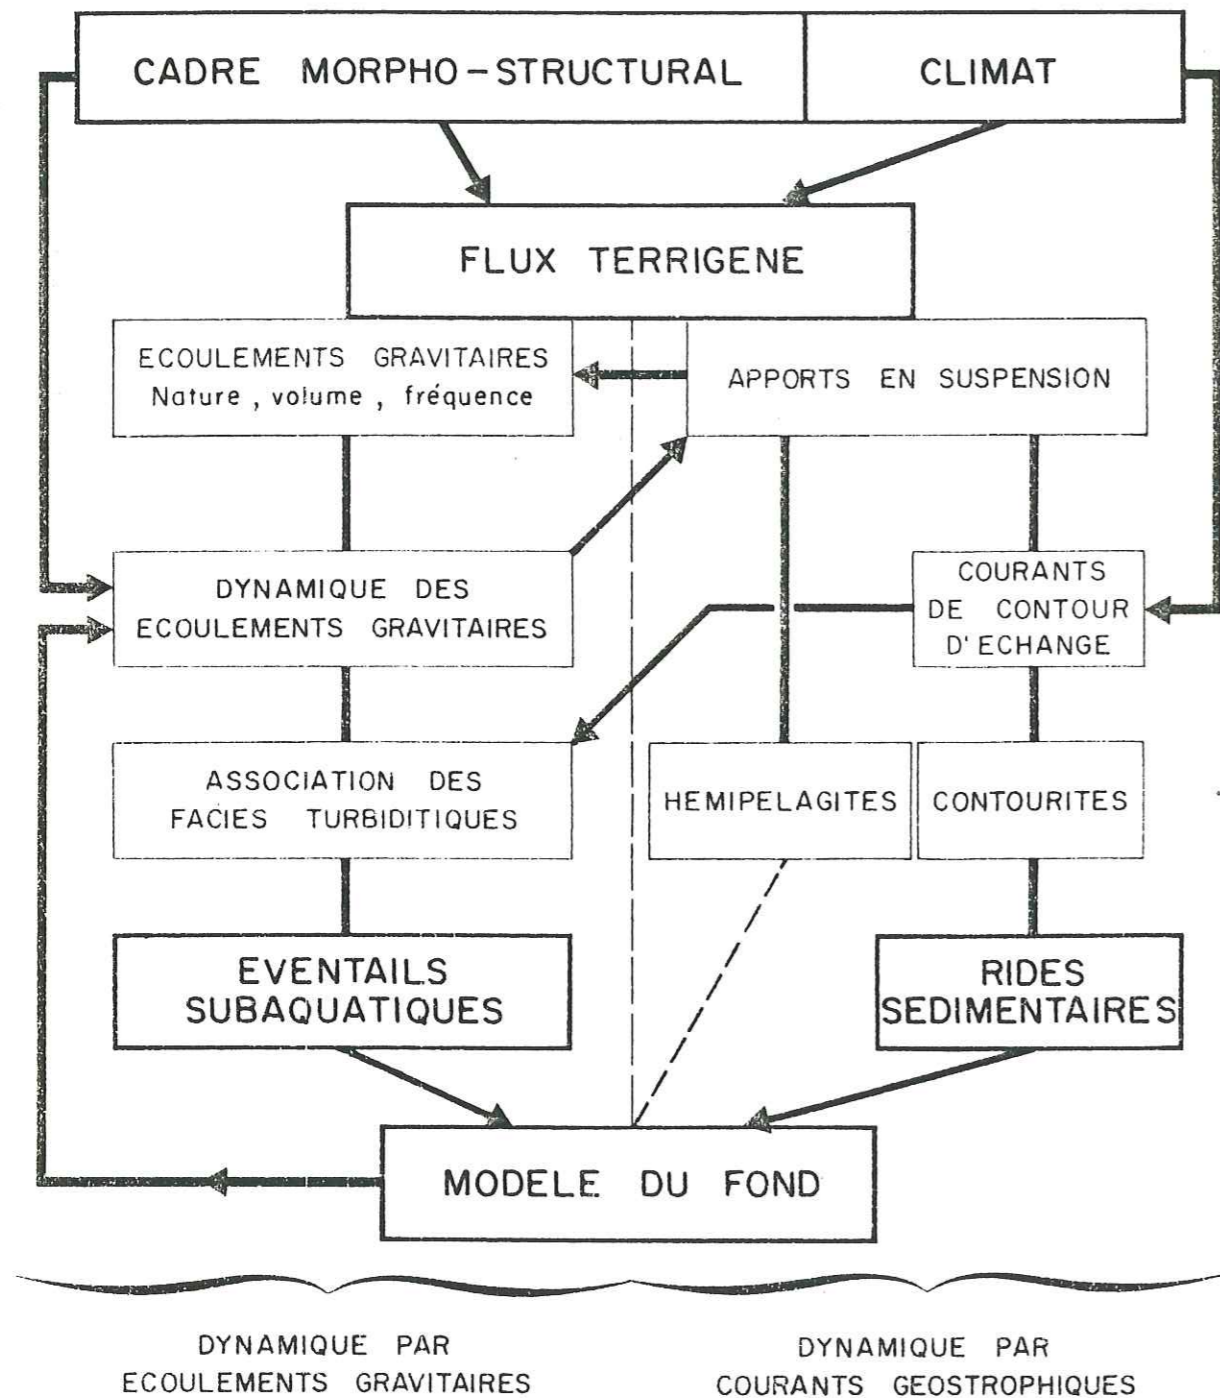 CADRE MORPHO-STRUCTURAL
CLIMAT
FLUX TERRIGENE
ECOULEMENTS GRAVITAIRES
Nature, volume, fréquence
APPORTS EN SUSPENSION
DYNAMIQUE DES
ECOULEMENTS GRAVITAIRES
COURANTS
DE CONTOUR
D'ECHANGE
ASSOCIATION DES
FACIES TURBIDITIQUES
HEMIPELAGITES
CONTOURITES
EVENTAILS
SUBAQUATIQUES
RIDES
SEDIMENTAIRES
MODELE DU FOND
DYNAMIQUE PAR
ECOULEMENTS GRAVITAIRES
DYNAMIQUE PAR
COURANTS GEOSTROPHIQUES